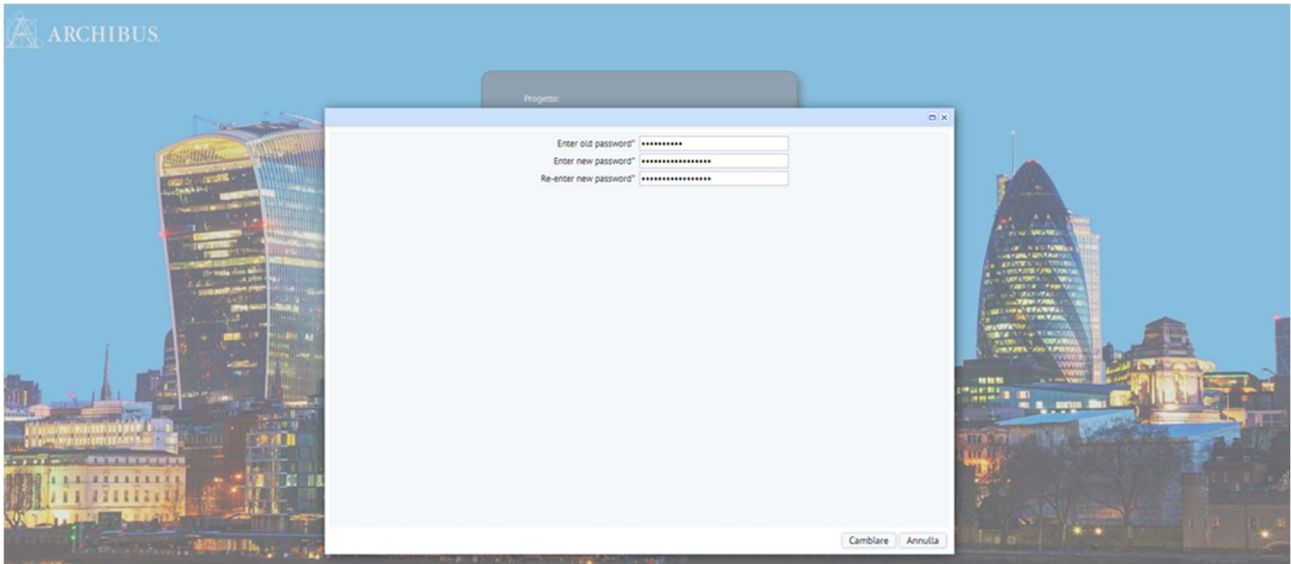 ARCHIBUS
Progetto:
Enter old password* ••••••••••
Enter new password* •••••••••••••••••
Re-enter new password* •••••••••••••••••
Cambiare Annulla